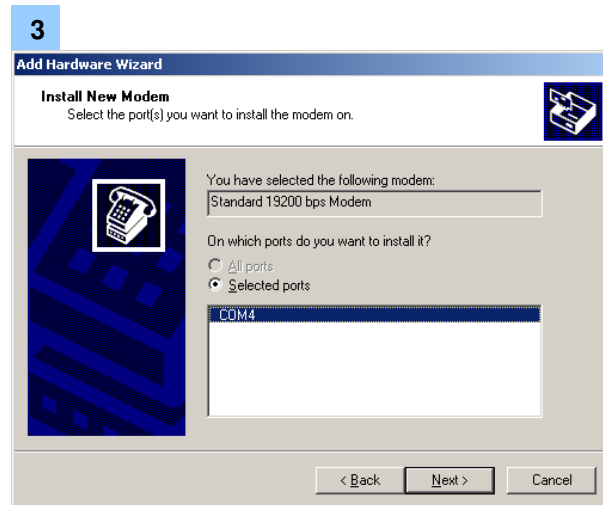 3
Add Hardware Wizard
Install New Modem
Select the port(s) you want to install the modem on.
You have selected the following modem:
Standard 19200 bps Modem
On which ports do you want to install it?
All ports
Selected ports
COM4
< Back Next > Cancel